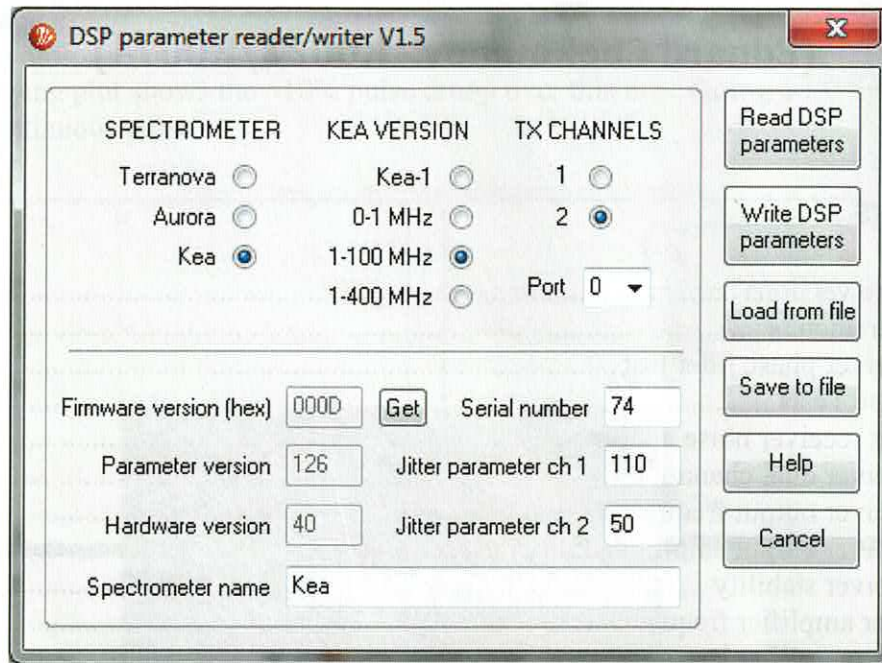 DSP parameter reader/writer V1.5
SPECTROMETER
Terranova
Aurora
Kea
KEA VERSION
Kea-1
0-1 MHz
1-100 MHz
1-400 MHz
TX CHANNELS
1
2
Port 0
Firmware version (hex) 000D Get
Serial number 74
Parameter version 126
Jitter parameter ch 1 110
Hardware version 40
Jitter parameter ch 2 50
Spectrometer name Kea
Read DSP
parameters
Write DSP
parameters
Load from file
Save to file
Help
Cancel